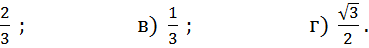 2/3 ; в) 1/3 ; г) √3/2 .